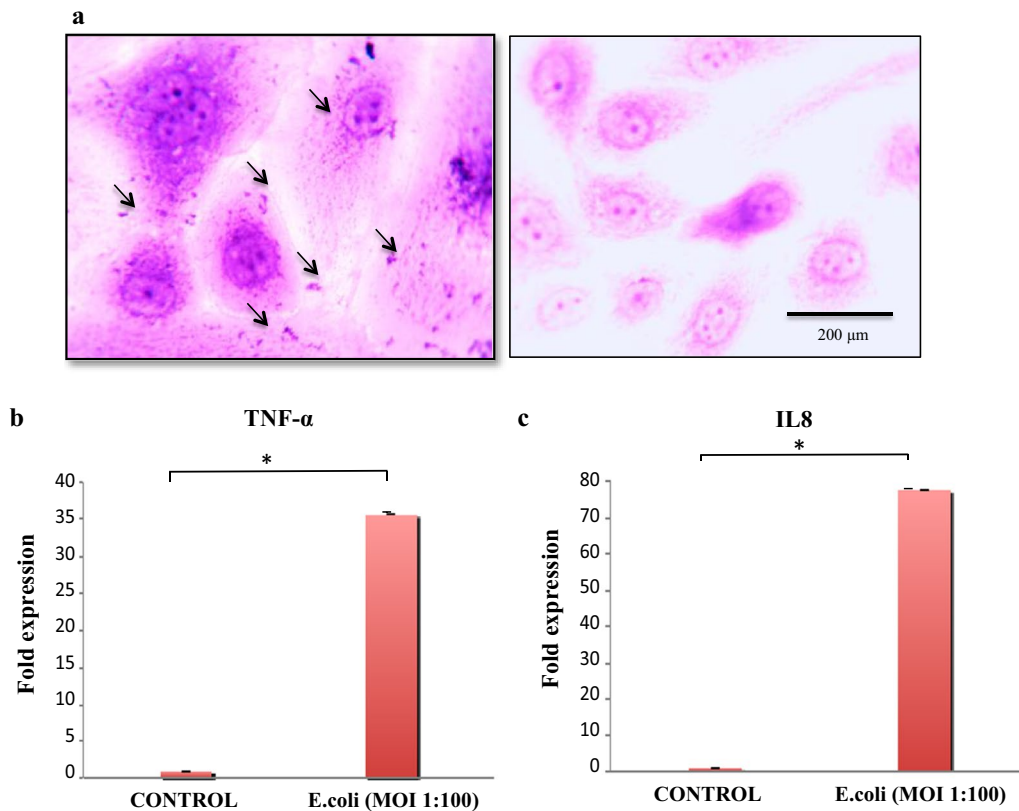 a
200 µm
b
TNF-α
*
40
35
30
25
20
15
10
5
0
Fold expression
CONTROL
E.coli (MOI 1:100)
c
IL8
*
80
70
60
50
40
30
20
10
0
Fold expression
CONTROL
E.coli (MOI 1:100)